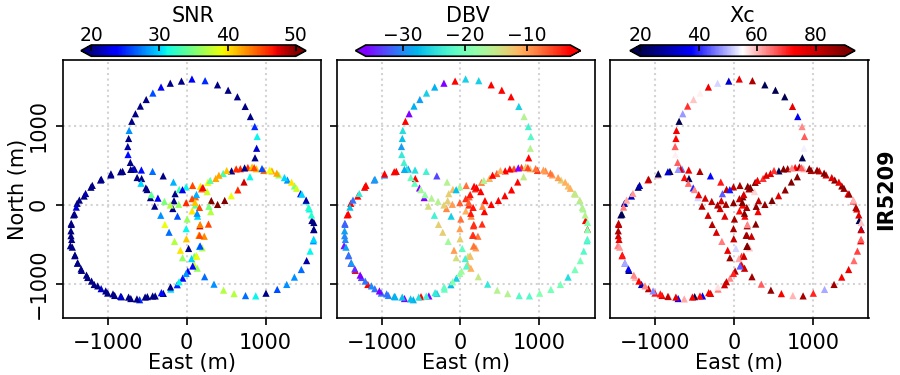 SNR DBV Xc
20 30 40 50 −30 −20 −10 20 40 60 80
North (m)
1000
0
−1000
IR5209
−1000 0 1000 −1000 0 1000 −1000 0 1000
East (m) East (m) East (m)